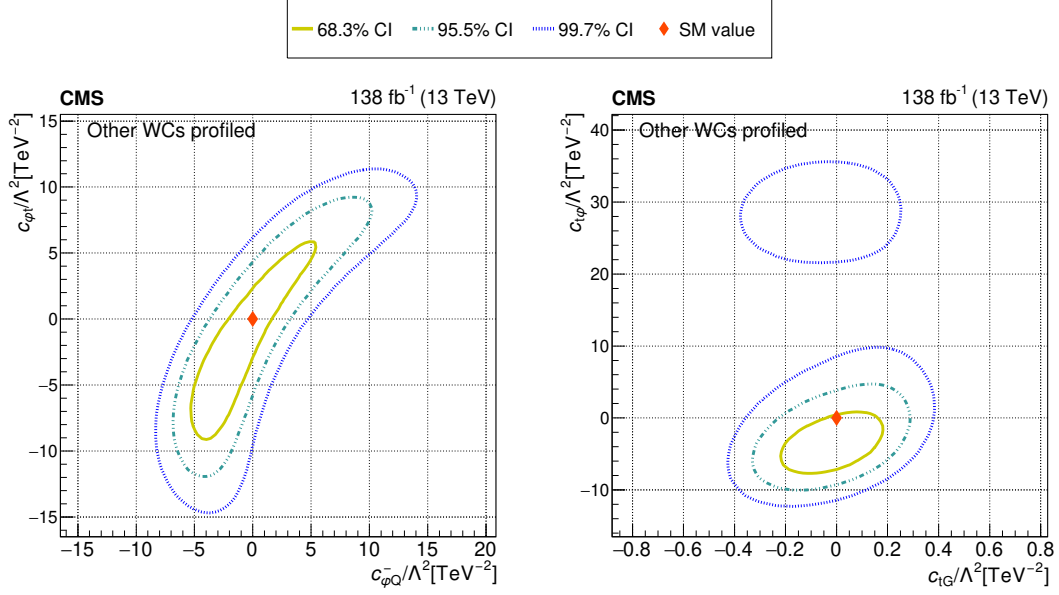 68.3% CI 95.5% CI 99.7% CI SM value
CMS 138 fb⁻¹ (13 TeV)
Other WCs profiled
c_φt/Λ²[TeV⁻²]
15
10
5
0
−5
−10
−15
−15 −10 −5 0 5 10 15 20
c⁻_φQ/Λ²[TeV⁻²]
CMS 138 fb⁻¹ (13 TeV)
Other WCs profiled
c_tφ/Λ²[TeV⁻²]
40
30
20
10
0
−10
−0.8 −0.6 −0.4 −0.2 0 0.2 0.4 0.6 0.8
c_tG/Λ²[TeV⁻²]